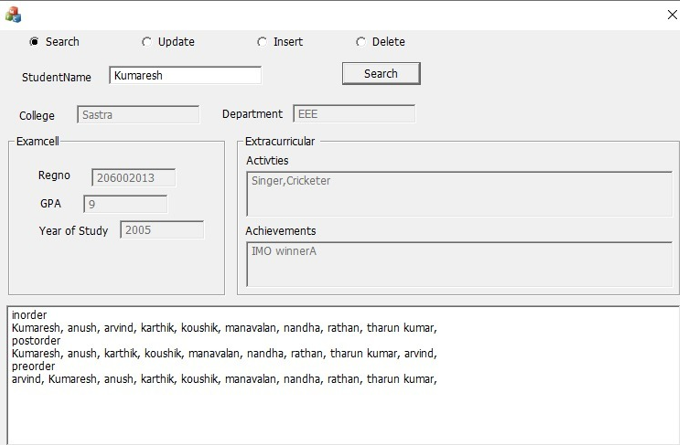 Search Update Insert Delete
StudentName Kumaresh Search
College Sastra Department EEE
Examcell
Regno 206002013
GPA 9
Year of Study 2005
Extracurricular
Activties
Singer,Cricketer
Achievements
IMO winnerA
inorder
Kumaresh, anush, arvind, karthik, koushik, manavalan, nandha, rathan, tharun kumar,
postorder
Kumaresh, anush, karthik, koushik, manavalan, nandha, rathan, tharun kumar, arvind,
preorder
arvind, Kumaresh, anush, karthik, koushik, manavalan, nandha, rathan, tharun kumar,